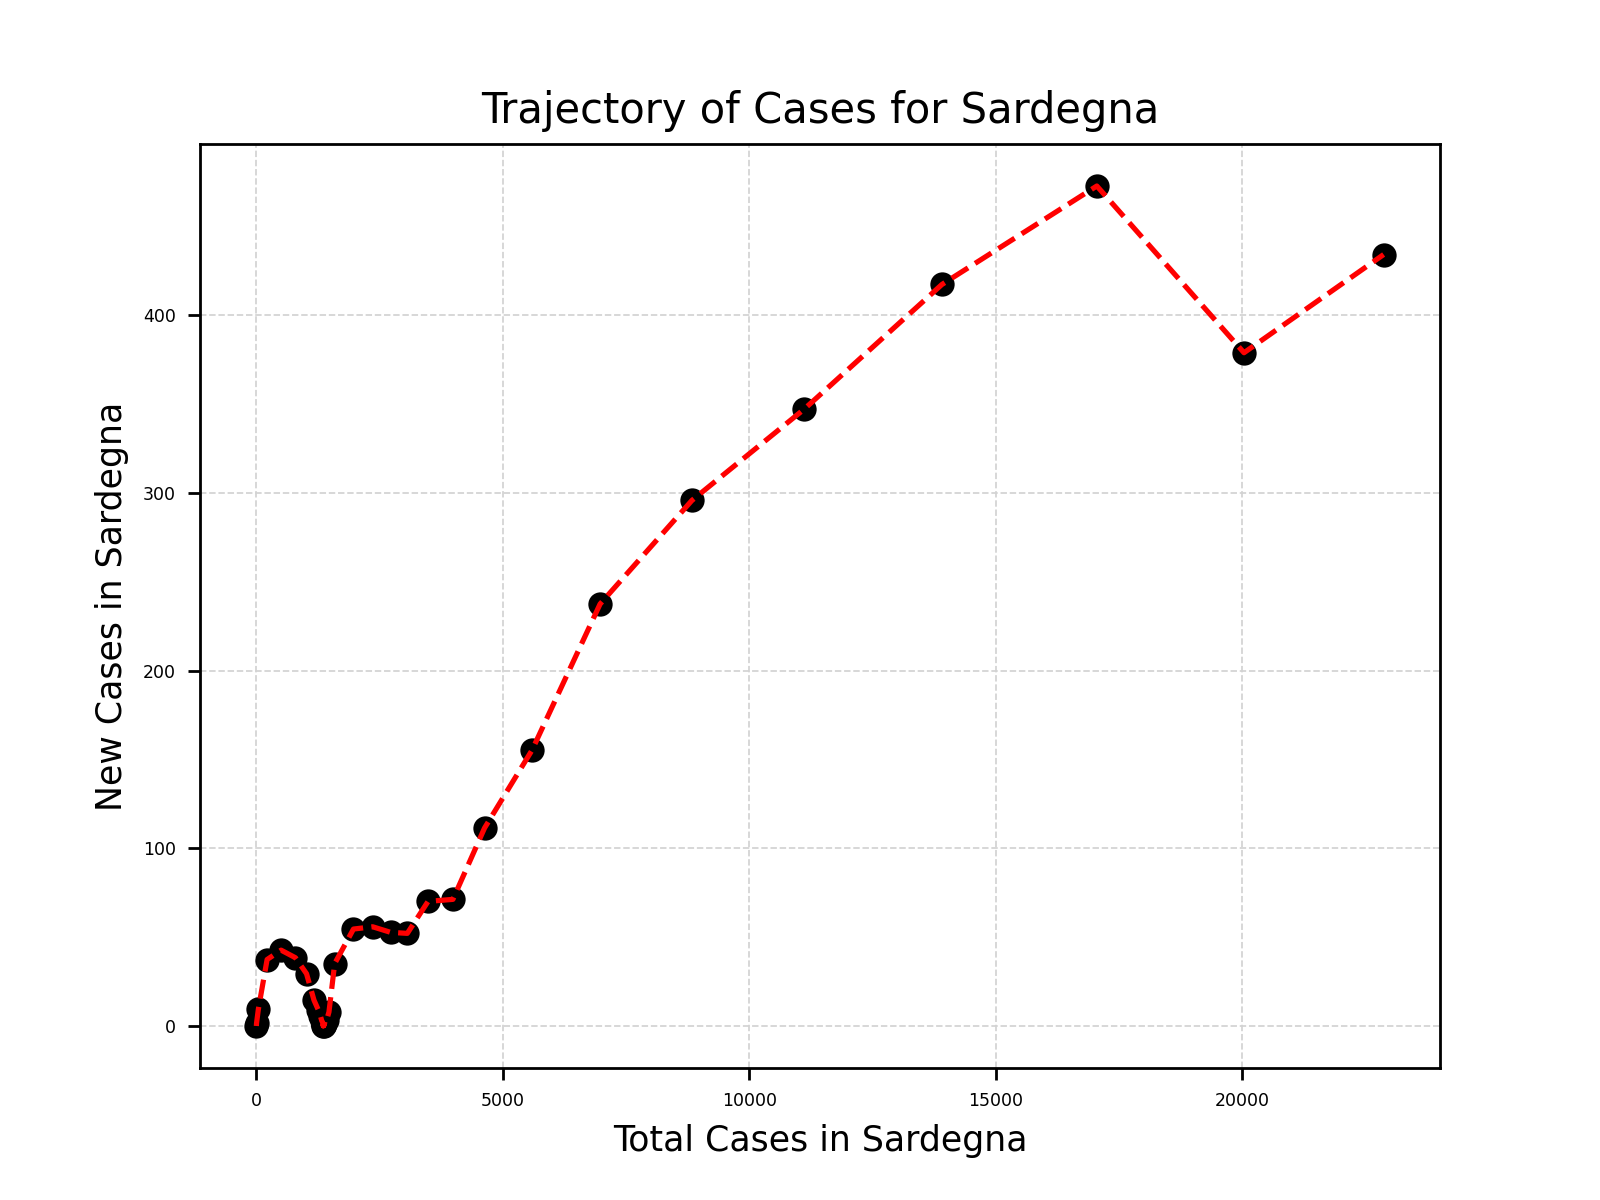 Trajectory of Cases for Sardegna
New Cases in Sardegna
400
300
200
100
0
0 5000 10000 15000 20000
Total Cases in Sardegna